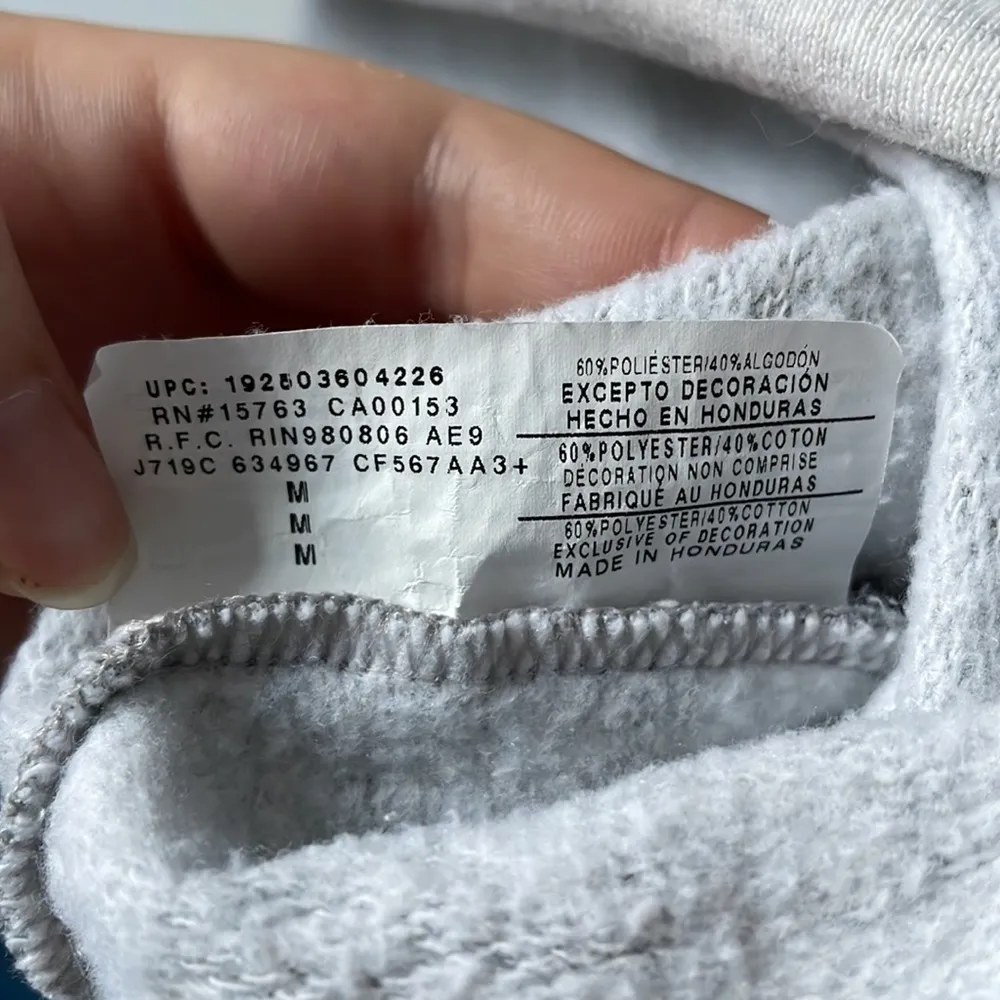 UPC: 192503604226
RN#15763 CA00153
R.F.C. RIN980806 AE9
J719C 634967 CF567AA3+
M
M
M
60%POLIÉSTER/40%ALGODÓN
EXCEPTO DECORACIÓN
HECHO EN HONDURAS
60%POLYESTER/40%COTON
DÉCORATION NON COMPRISE
FABRIQUÉ AU HONDURAS
60%POLYESTER/40%COTTON
EXCLUSIVE OF DECORATION
MADE IN HONDURAS